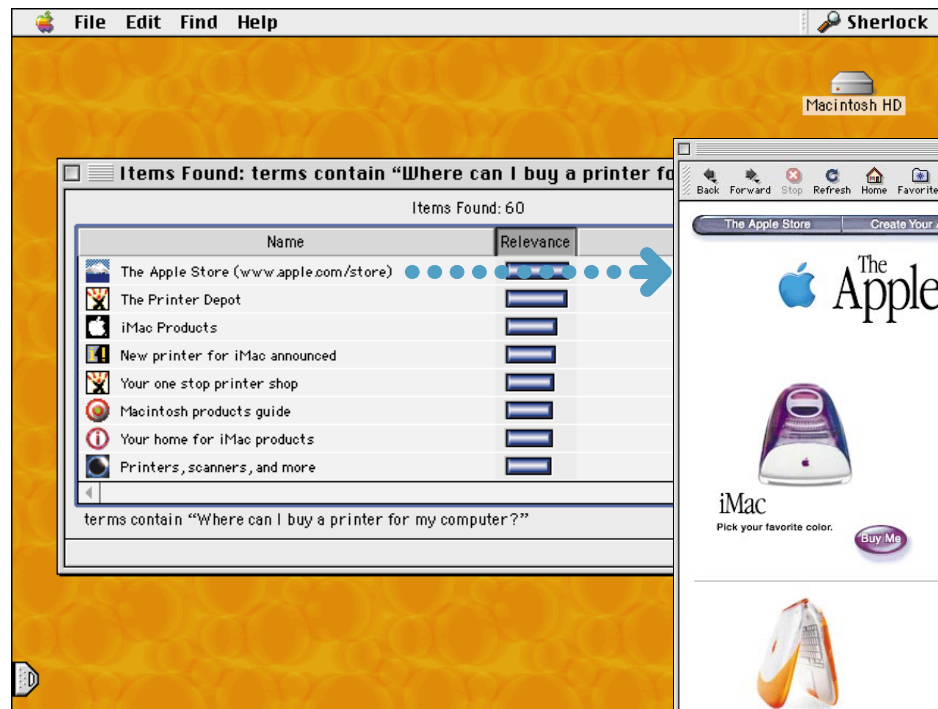 File Edit Find Help
Sherlock
Macintosh HD
Items Found: terms contain “Where can I buy a printer fo
Items Found: 60
Name
Relevance
The Apple Store (www.apple.com/store)
The Printer Depot
iMac Products
New printer for iMac announced
Your one stop printer shop
Macintosh products guide
Your home for iMac products
Printers, scanners, and more
terms contain “Where can I buy a printer for my computer?”
Back Forward Stop Refresh Home Favorite
The Apple Store
Create Your A
The
Apple
iMac
Pick your favorite color.
Buy Me